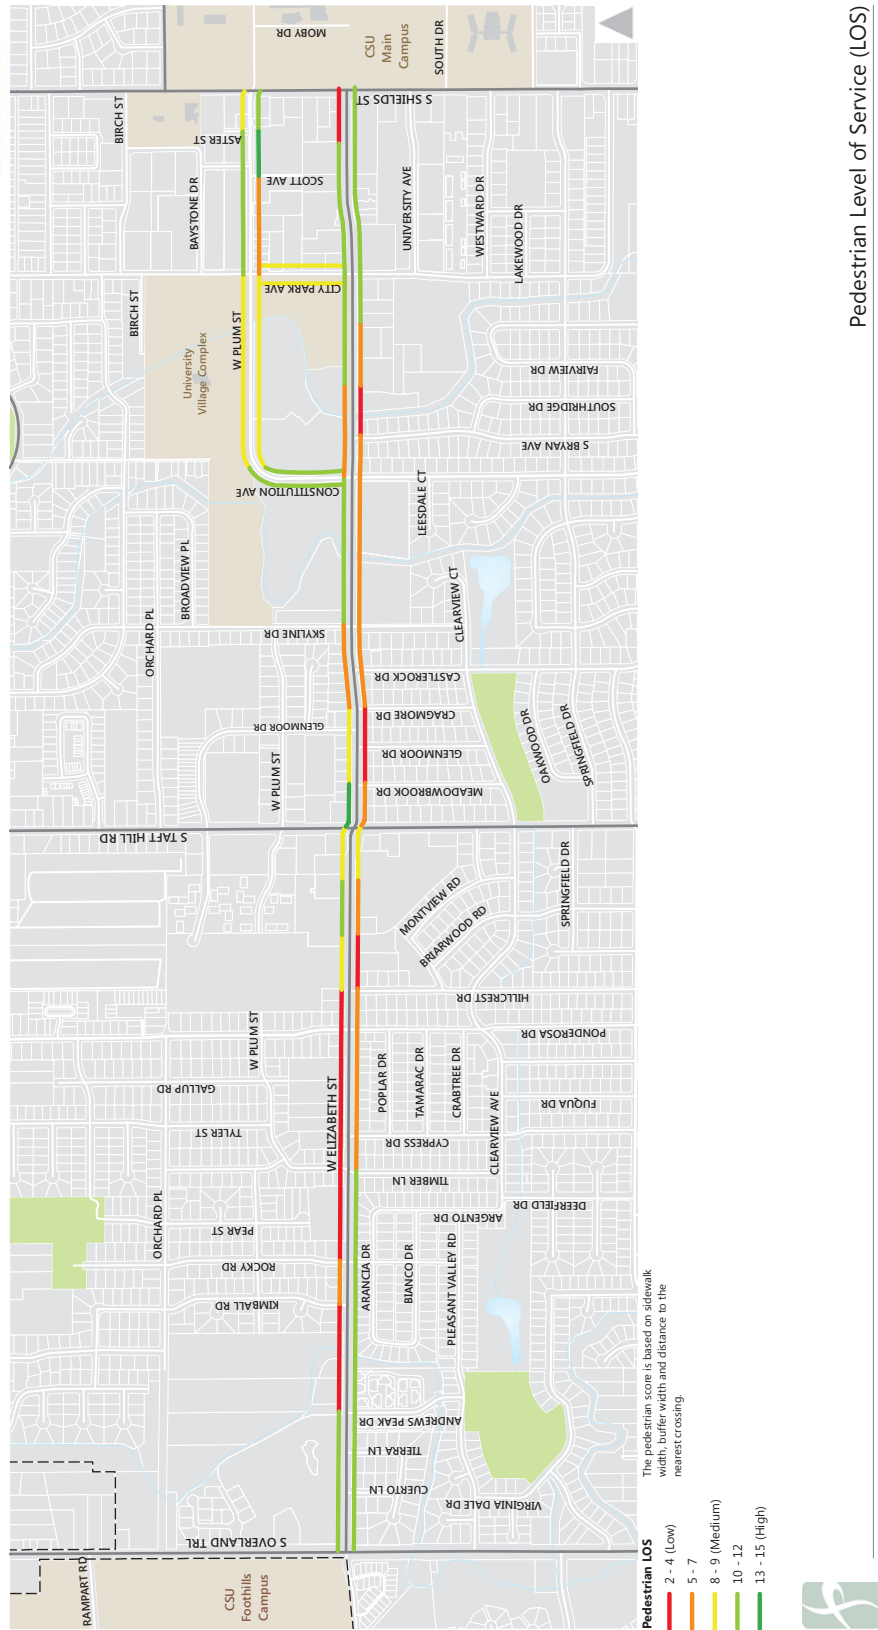 Pedestrian Level of Service (LOS)
MOBY DR
CSU
Main
Campus
SOUTH DR
S SHIELDS ST
BIRCH ST
ASTER ST
BAYSTONE DR
SCOTT AVE
UNIVERSITY AVE
WESTWARD DR
LAKEWOOD DR
CITY PARK AVE
BIRCH ST
W PLUM ST
University
Village Complex
FAIRVIEW DR
SOUTHRIDGE DR
S BRYAN AVE
CONSTITUTION AVE
LEESDALE CT
BROADVIEW PL
ORCHARD PL
SKYLINE DR
CLEARVIEW CT
CASTLEROCK DR
CRAGMORE DR
GLENMOOR DR
GLENMOOR DR
MEADOWBROOK DR
W PLUM ST
OAKWOOD DR
SPRINGFIELD DR
S TAFT HILL RD
MONTVIEW RD
BRIARWOOD RD
SPRINGFIELD DR
HILLCREST DR
PONDEROSA DR
W PLUM ST
GALLUP RD
TYLER ST
W ELIZABETH ST
POPLAR DR
TAMARAC DR
CRABTREE DR
FUQUA DR
CYPRESS DR
CLEARVIEW AVE
TIMBER LN
DEERFIELD DR
ARGENTO DR
ORCHARD PL
PEAR ST
ROCKY RD
KIMBALL RD
ARANCIA DR
BIANCO DR
PLEASANT VALLEY RD
ANDREWS PEAK DR
TIERRA LN
CUERTO LN
VIRGINIA DALE DR
S OVERLAND TRL
RAMPART RD
CSU
Foothills
Campus
Pedestrian LOS
2 - 4 (Low)
5 - 7
8 - 9 (Medium)
10 - 12
13 - 15 (High)
The pedestrian score is based on sidewalk
width, buffer width and distance to the
nearest crossing.